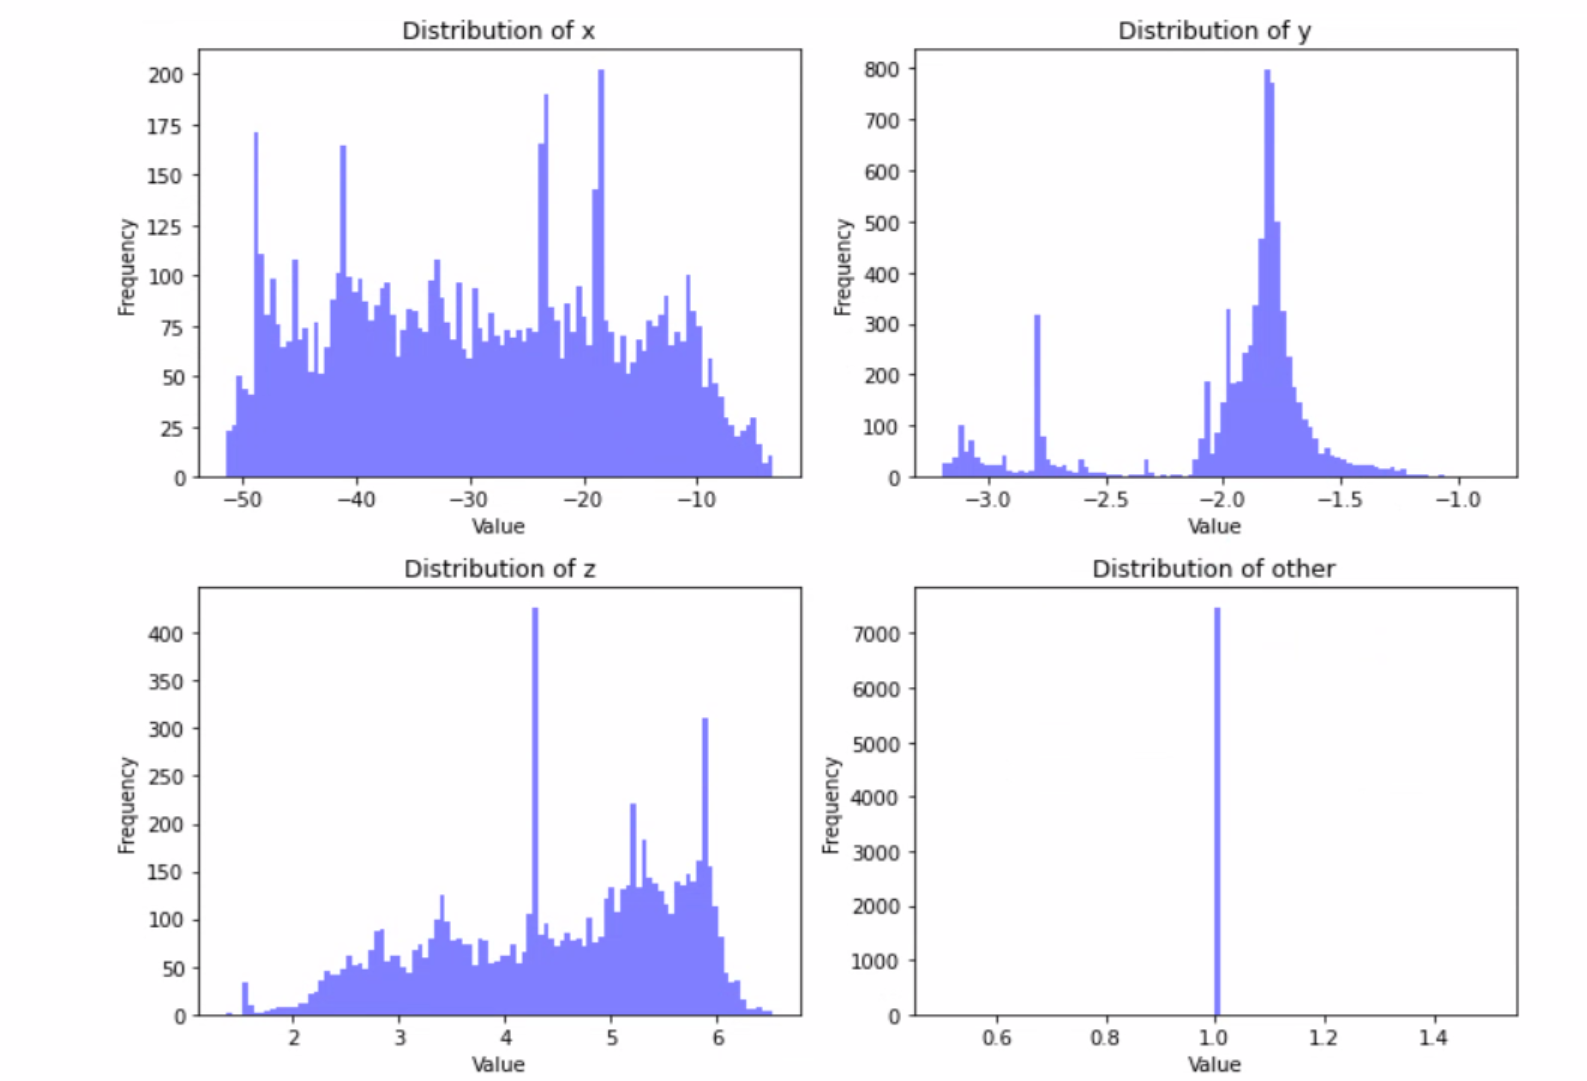 Distribution of x
Frequency
200
175
150
125
100
75
50
25
0
−50 −40 −30 −20 −10
Value
Distribution of y
Frequency
800
700
600
500
400
300
200
100
0
−3.0 −2.5 −2.0 −1.5 −1.0
Value
Distribution of z
Frequency
400
350
300
250
200
150
100
50
0
2 3 4 5 6
Value
Distribution of other
Frequency
7000
6000
5000
4000
3000
2000
1000
0
0.6 0.8 1.0 1.2 1.4
Value